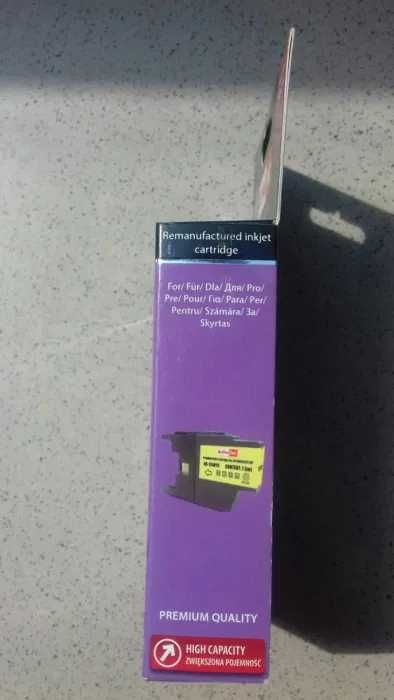 Remanufactured inkjet
cartridge
For/ Für/ Dla/ Для/ Pro/
Pre/ Pour/ Για/ Para/ Per/
Pentru/ Számára/ За/
Skyrtas
PREMIUM QUALITY
HIGH CAPACITY
ZWIĘKSZONA POJEMNOŚĆ